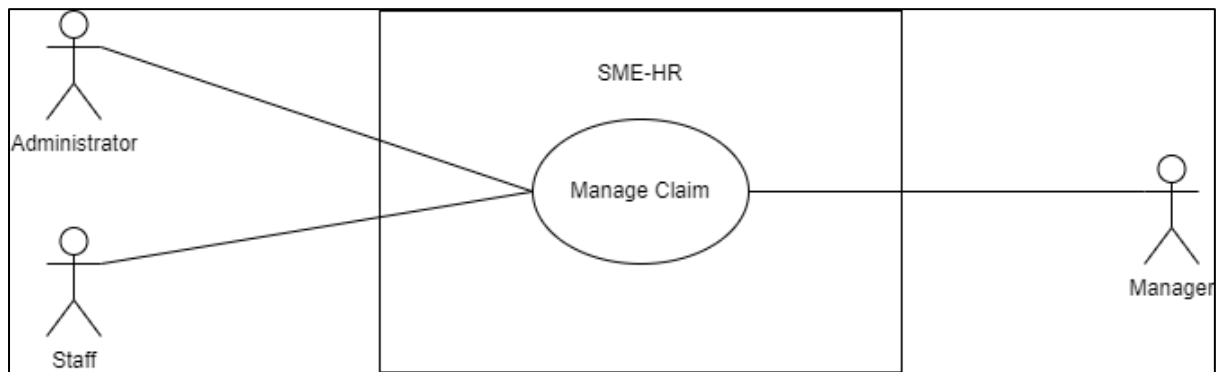 SME-HR
Administrator
Manage Claim
Manager
Staff